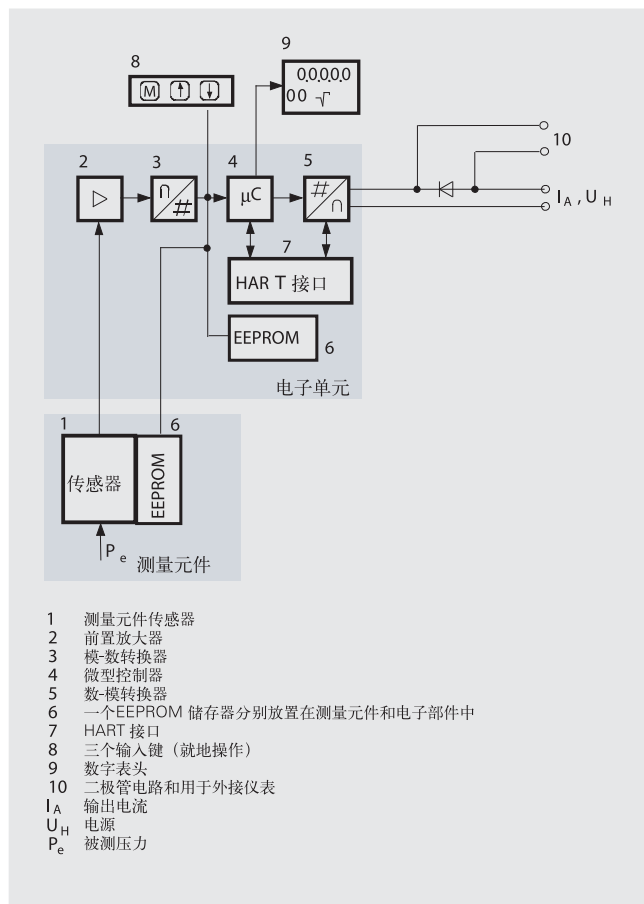 9
8
0.0.0.0.0
00 √
M ↑ ↓
10
2
3
4
5
∩
#
μC
#
∩
I A , U H
7
HAR T 接口
EEPROM
6
电子单元
1
6
传感器
EEPROM
P e
测量元件
1 测量元件传感器
2 前置放大器
3 模-数转换器
4 微型控制器
5 数-模转换器
6 一个EEPROM 储存器分别放置在测量元件和电子部件中
7 HART 接口
8 三个输入键（就地操作）
9 数字表头
10 二极管电路和用于外接仪表
I A 输出电流
U H 电源
P e 被测压力